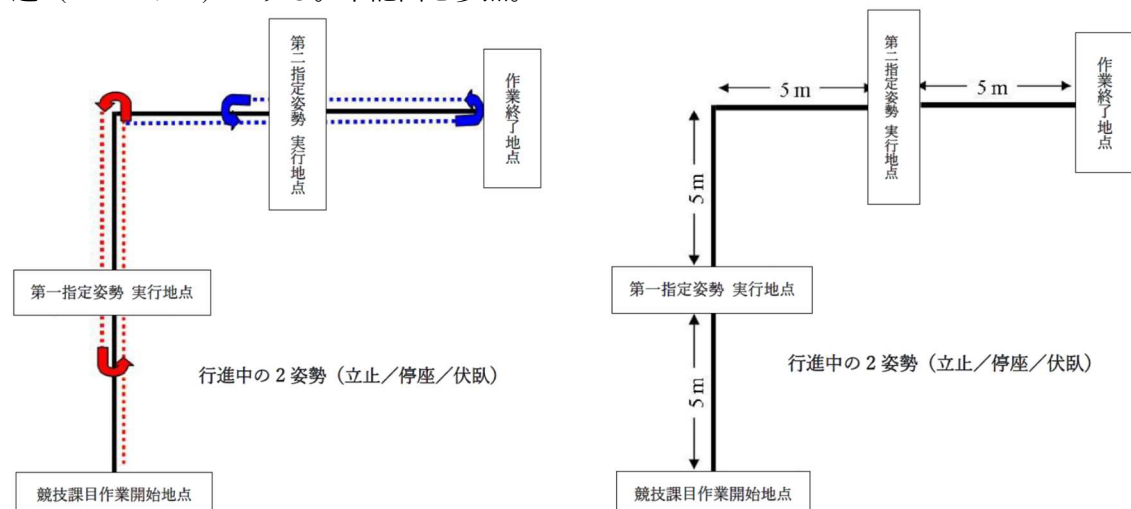 第二指定姿勢 実行地点
作業終了地点
第一指定姿勢 実行地点
行進中の2姿勢（立止／停座／伏臥）
競技課目作業開始地点
5 m
第二指定姿勢 実行地点
5 m
作業終了地点
5 m
第一指定姿勢 実行地点
行進中の2姿勢（立止／停座／伏臥）
5 m
競技課目作業開始地点